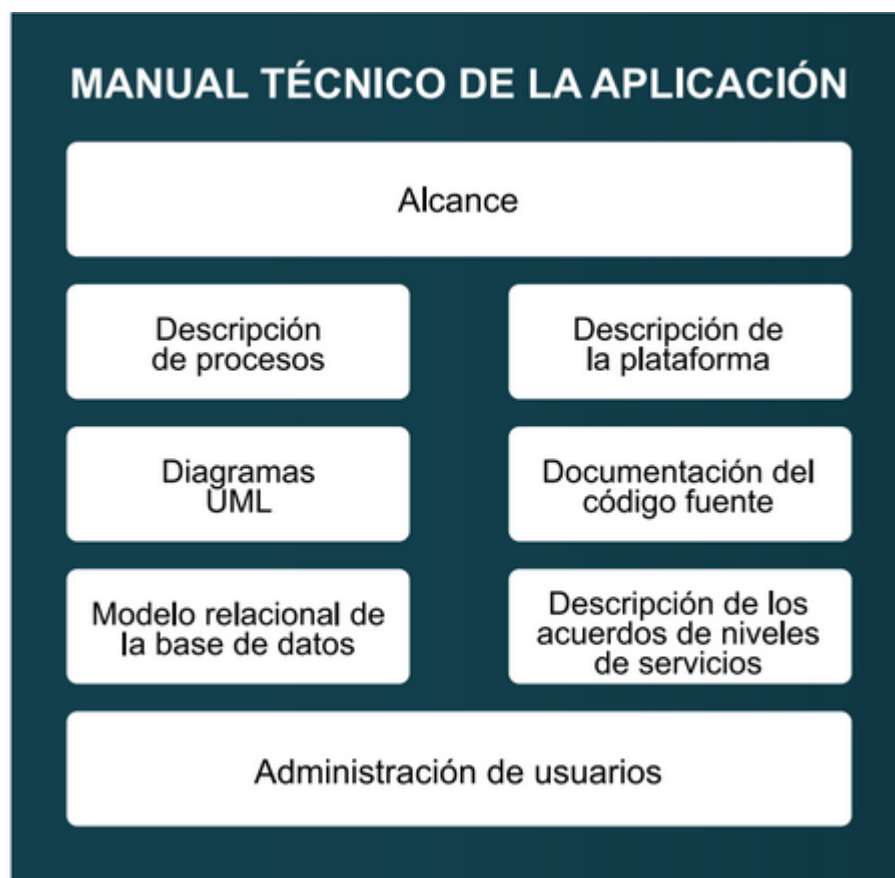 MANUAL TÉCNICO DE LA APLICACIÓN
Alcance
Descripción
de procesos
Descripción de
la plataforma
Diagramas
UML
Documentación del
código fuente
Modelo relacional de
la base de datos
Descripción de los
acuerdos de niveles
de servicios
Administración de usuarios